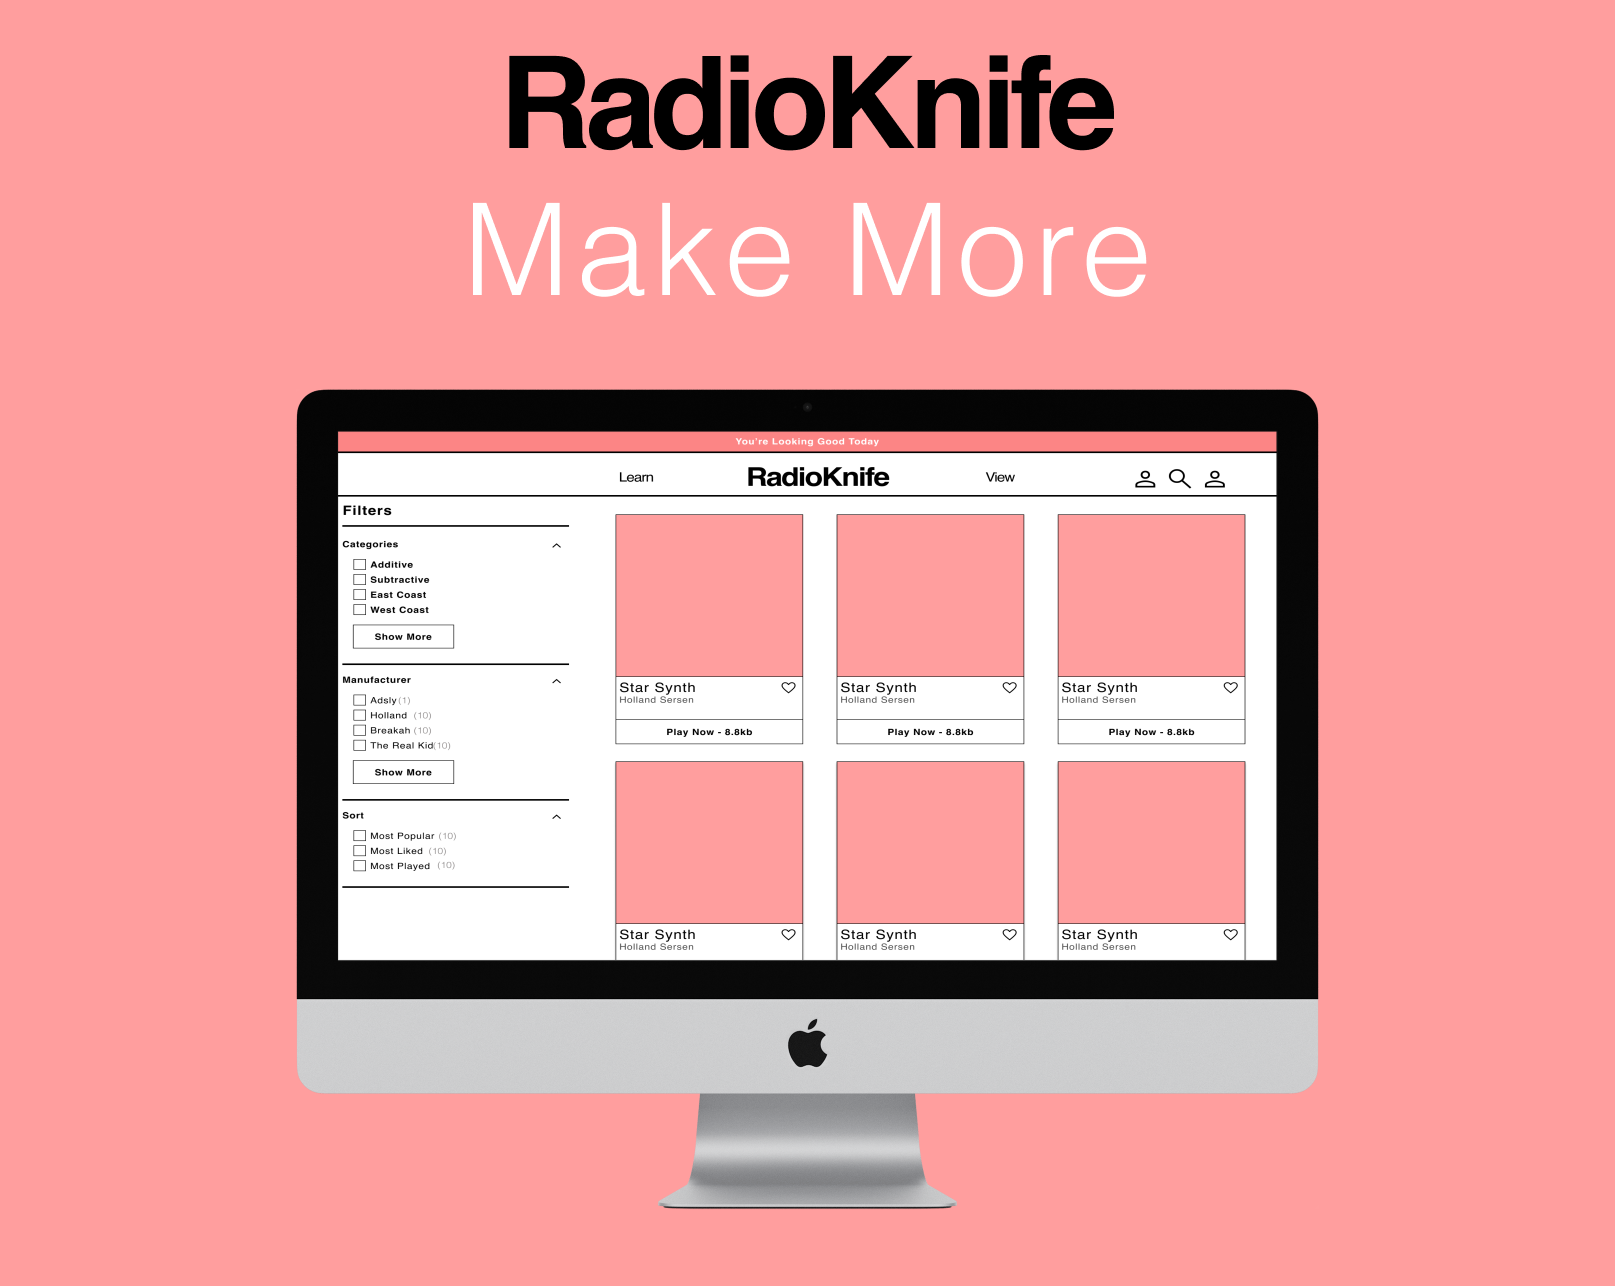 RadioKnife
Make More
You're Looking Good Today
Learn
RadioKnife
View
Filters
Categories
Additive
Subtractive
East Coast
West Coast
Show More
Manufacturer
Adsly (1)
Holland (10)
Breakah (10)
The Real Kid(10)
Show More
Sort
Most Popular (10)
Most Liked (10)
Most Played (10)
Star Synth
Holland Sersen
Play Now - 8.8kb
Star Synth
Holland Sersen
Play Now - 8.8kb
Star Synth
Holland Sersen
Play Now - 8.8kb
Star Synth
Holland Sersen
Star Synth
Holland Sersen
Star Synth
Holland Sersen